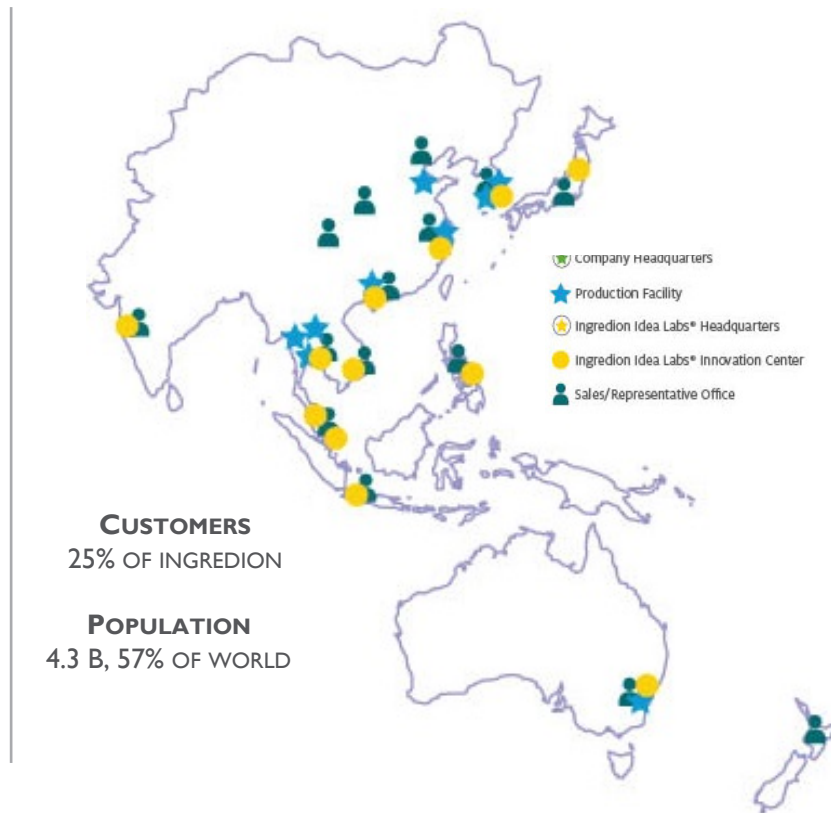 Company Headquarters
Production Facility
Ingredion Idea Labs® Headquarters
Ingredion Idea Labs® Innovation Center
Sales/Representative Office
CUSTOMERS
25% OF INGREDION
POPULATION
4.3 B, 57% OF WORLD